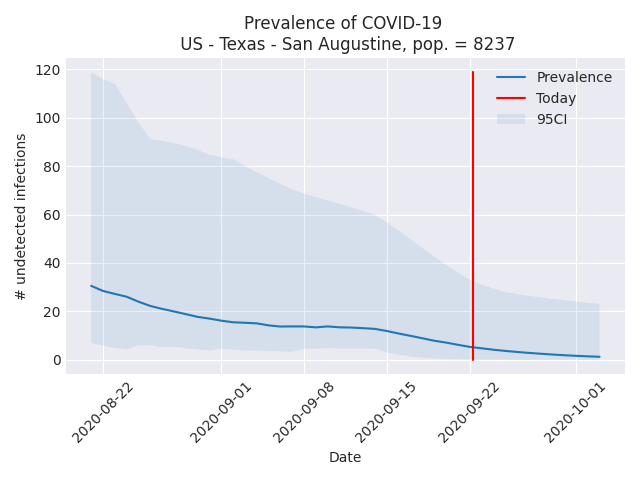 Prevalence of COVID-19
US - Texas - San Augustine, pop. = 8237
120
100
80
60
40
20
0
# undetected infections
Prevalence
Today
95CI
2020-08-22
2020-09-01
2020-09-08
2020-09-15
2020-09-22
2020-10-01
Date